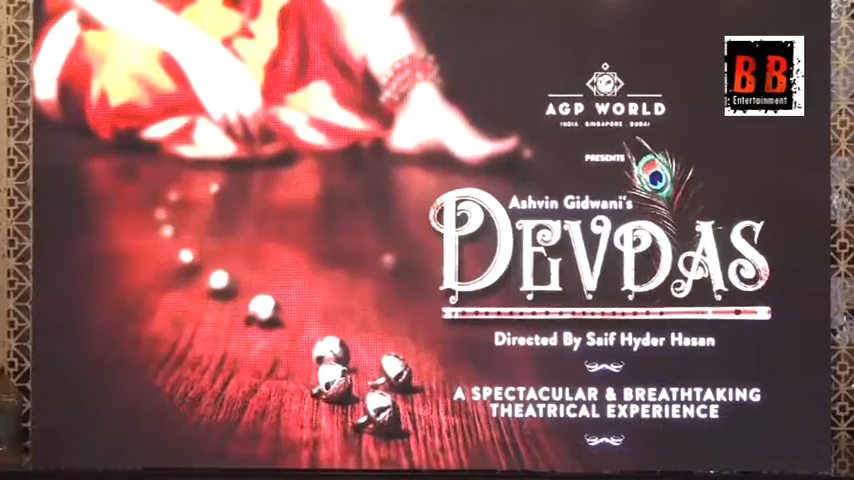 BB
Entertainment
AGP WORLD
INDIA . SINGAPORE . DUBAI
PRESENTS
Ashvin Gidwani's
DEVDAS
Directed By Saif Hyder Hasan
A SPECTACULAR & BREATHTAKING
THEATRICAL EXPERIENCE